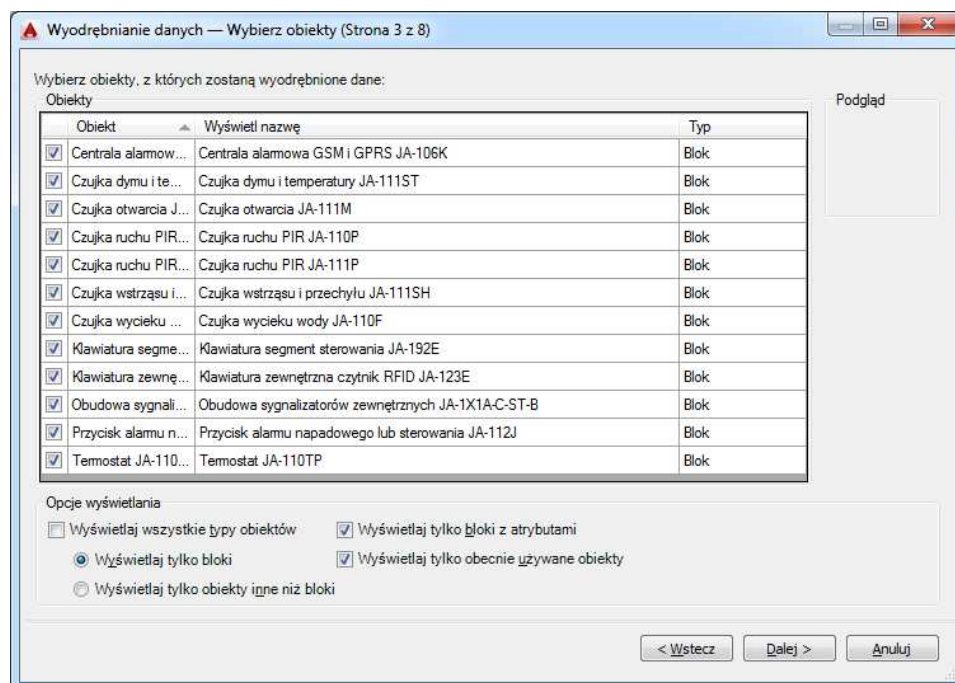 Wyodrębnianie danych — Wybierz obiekty (Strona 3 z 8)
Wybierz obiekty, z których zostaną wyodrębnione dane:
Obiekty
Podgląd
Obiekt Wyświetl nazwę Typ
Centrala alarmow... Centrala alarmowa GSM i GPRS JA-106K Blok
Czujka dymu i te... Czujka dymu i temperatury JA-111ST Blok
Czujka otwarcia J... Czujka otwarcia JA-111M Blok
Czujka ruchu PIR... Czujka ruchu PIR JA-110P Blok
Czujka ruchu PIR... Czujka ruchu PIR JA-111P Blok
Czujka wstrząsu i... Czujka wstrząsu i przechyłu JA-111SH Blok
Czujka wycieku ... Czujka wycieku wody JA-110F Blok
Klawiatura segme... Klawiatura segment sterowania JA-192E Blok
Klawiatura zewnę... Klawiatura zewnętrzna czytnik RFID JA-123E Blok
Obudowa sygnali... Obudowa sygnalizatorów zewnętrznych JA-1X1A-C-ST-B Blok
Przycisk alarmu n... Przycisk alarmu napadowego lub sterowania JA-112J Blok
Termostat JA-110... Termostat JA-110TP Blok
Opcje wyświetlania
Wyświetlaj wszystkie typy obiektów Wyświetlaj tylko bloki z atrybutami
Wyświetlaj tylko bloki Wyświetlaj tylko obecnie używane obiekty
Wyświetlaj tylko obiekty inne niż bloki
< Wstecz Dalej > Anuluj